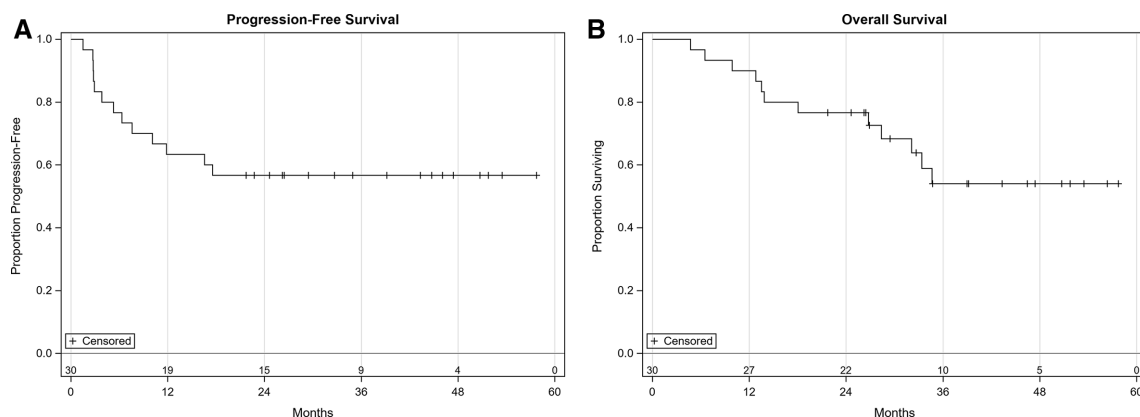 A
Progression-Free Survival
1.0
0.8
0.6
0.4
0.2
0.0
Proportion Progression-Free
+ Censored
30 19 15 9 4 0
0 12 24 36 48 60
Months
B
Overall Survival
1.0
0.8
0.6
0.4
0.2
0.0
Proportion Surviving
+ Censored
30 27 22 10 5 0
0 12 24 36 48 60
Months